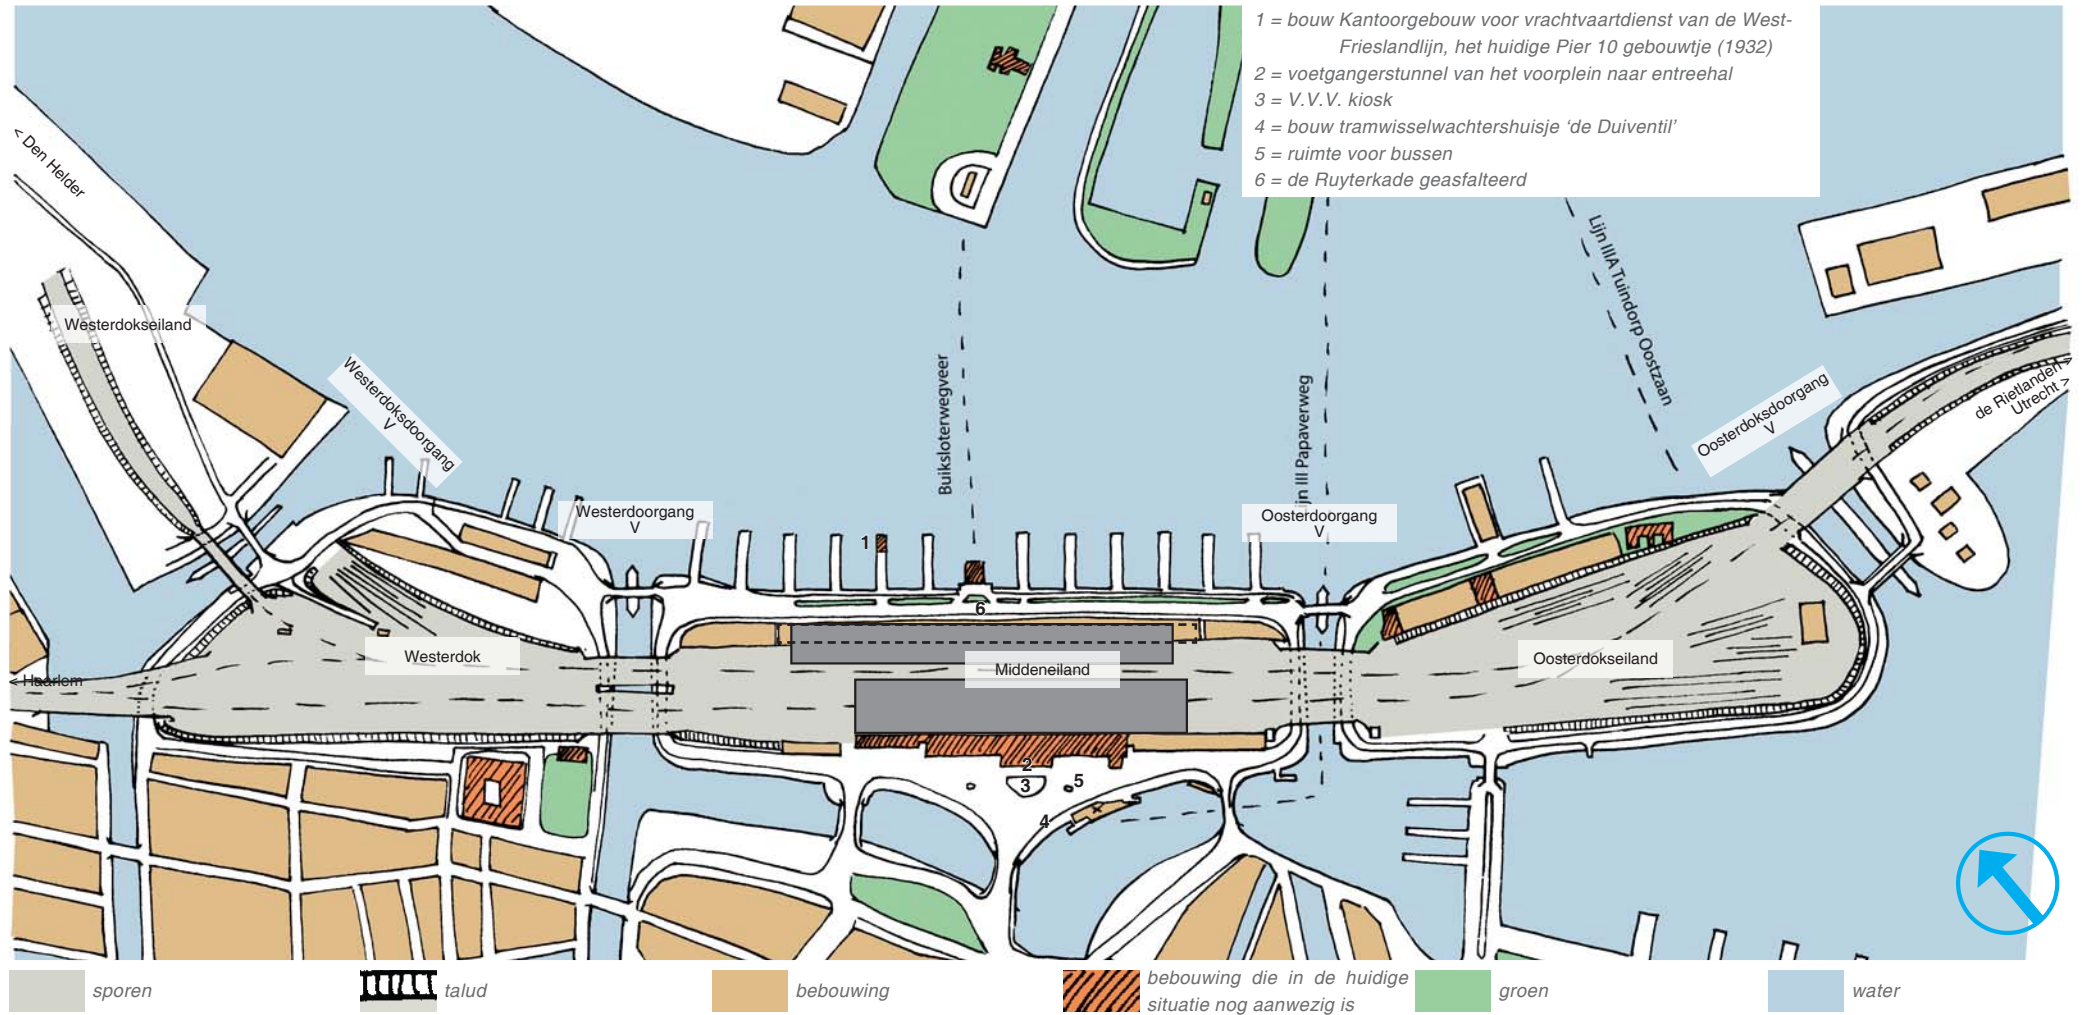 1 = bouw Kantoorgebouw voor vrachtvaartdienst van de West-
Frieslandlijn, het huidige Pier 10 gebouwtje (1932)
2 = voetgangerstunnel van het voorplein naar entreehal
3 = V.V.V. kiosk
4 = bouw tramwisselwachtershuisje ‘de Duiventil’
5 = ruimte voor bussen
6 = de Ruyterkade geasfalteerd
< Den Helder
Westerdokseiland
Westerdoksdoorgang
V
Westerdoorgang
V
Buiksloterwegveer
ijn III Papaverweg
Lijn IIIA Tuindorp Oostzaan
Oosterdoorgang
V
Oosterdoksdoorgang
V
de Rietlanden >
Utrecht >
1
6
Westerdok
Middeneiland
Oosterdokseiland
< Haarlem
2
3
5
4
sporen
talud
bebouwing
bebouwing die in de huidige
situatie nog aanwezig is
groen
water